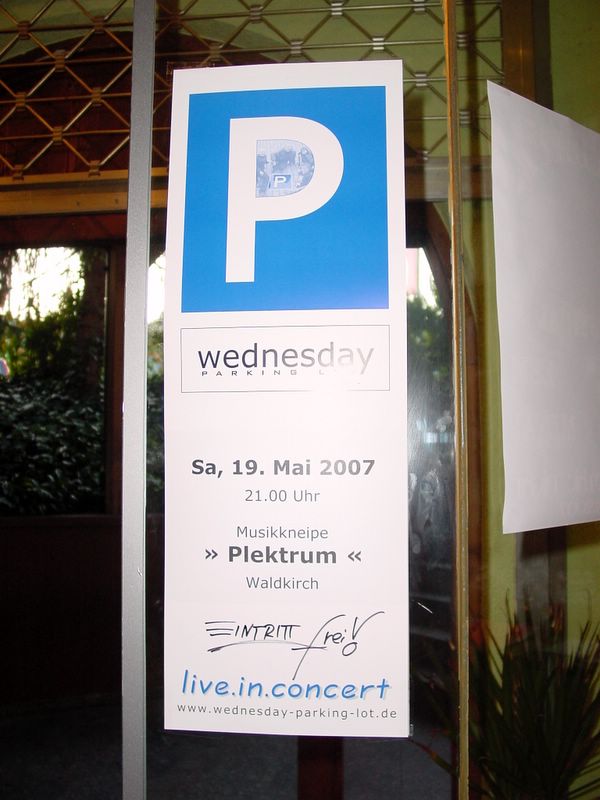 P
P
wednesday
PARKING LOT
Sa, 19. Mai 2007
21.00 Uhr
Musikkneipe
» Plektrum «
Waldkirch
EINTRITT frei!
live.in.concert
www.wednesday-parking-lot.de